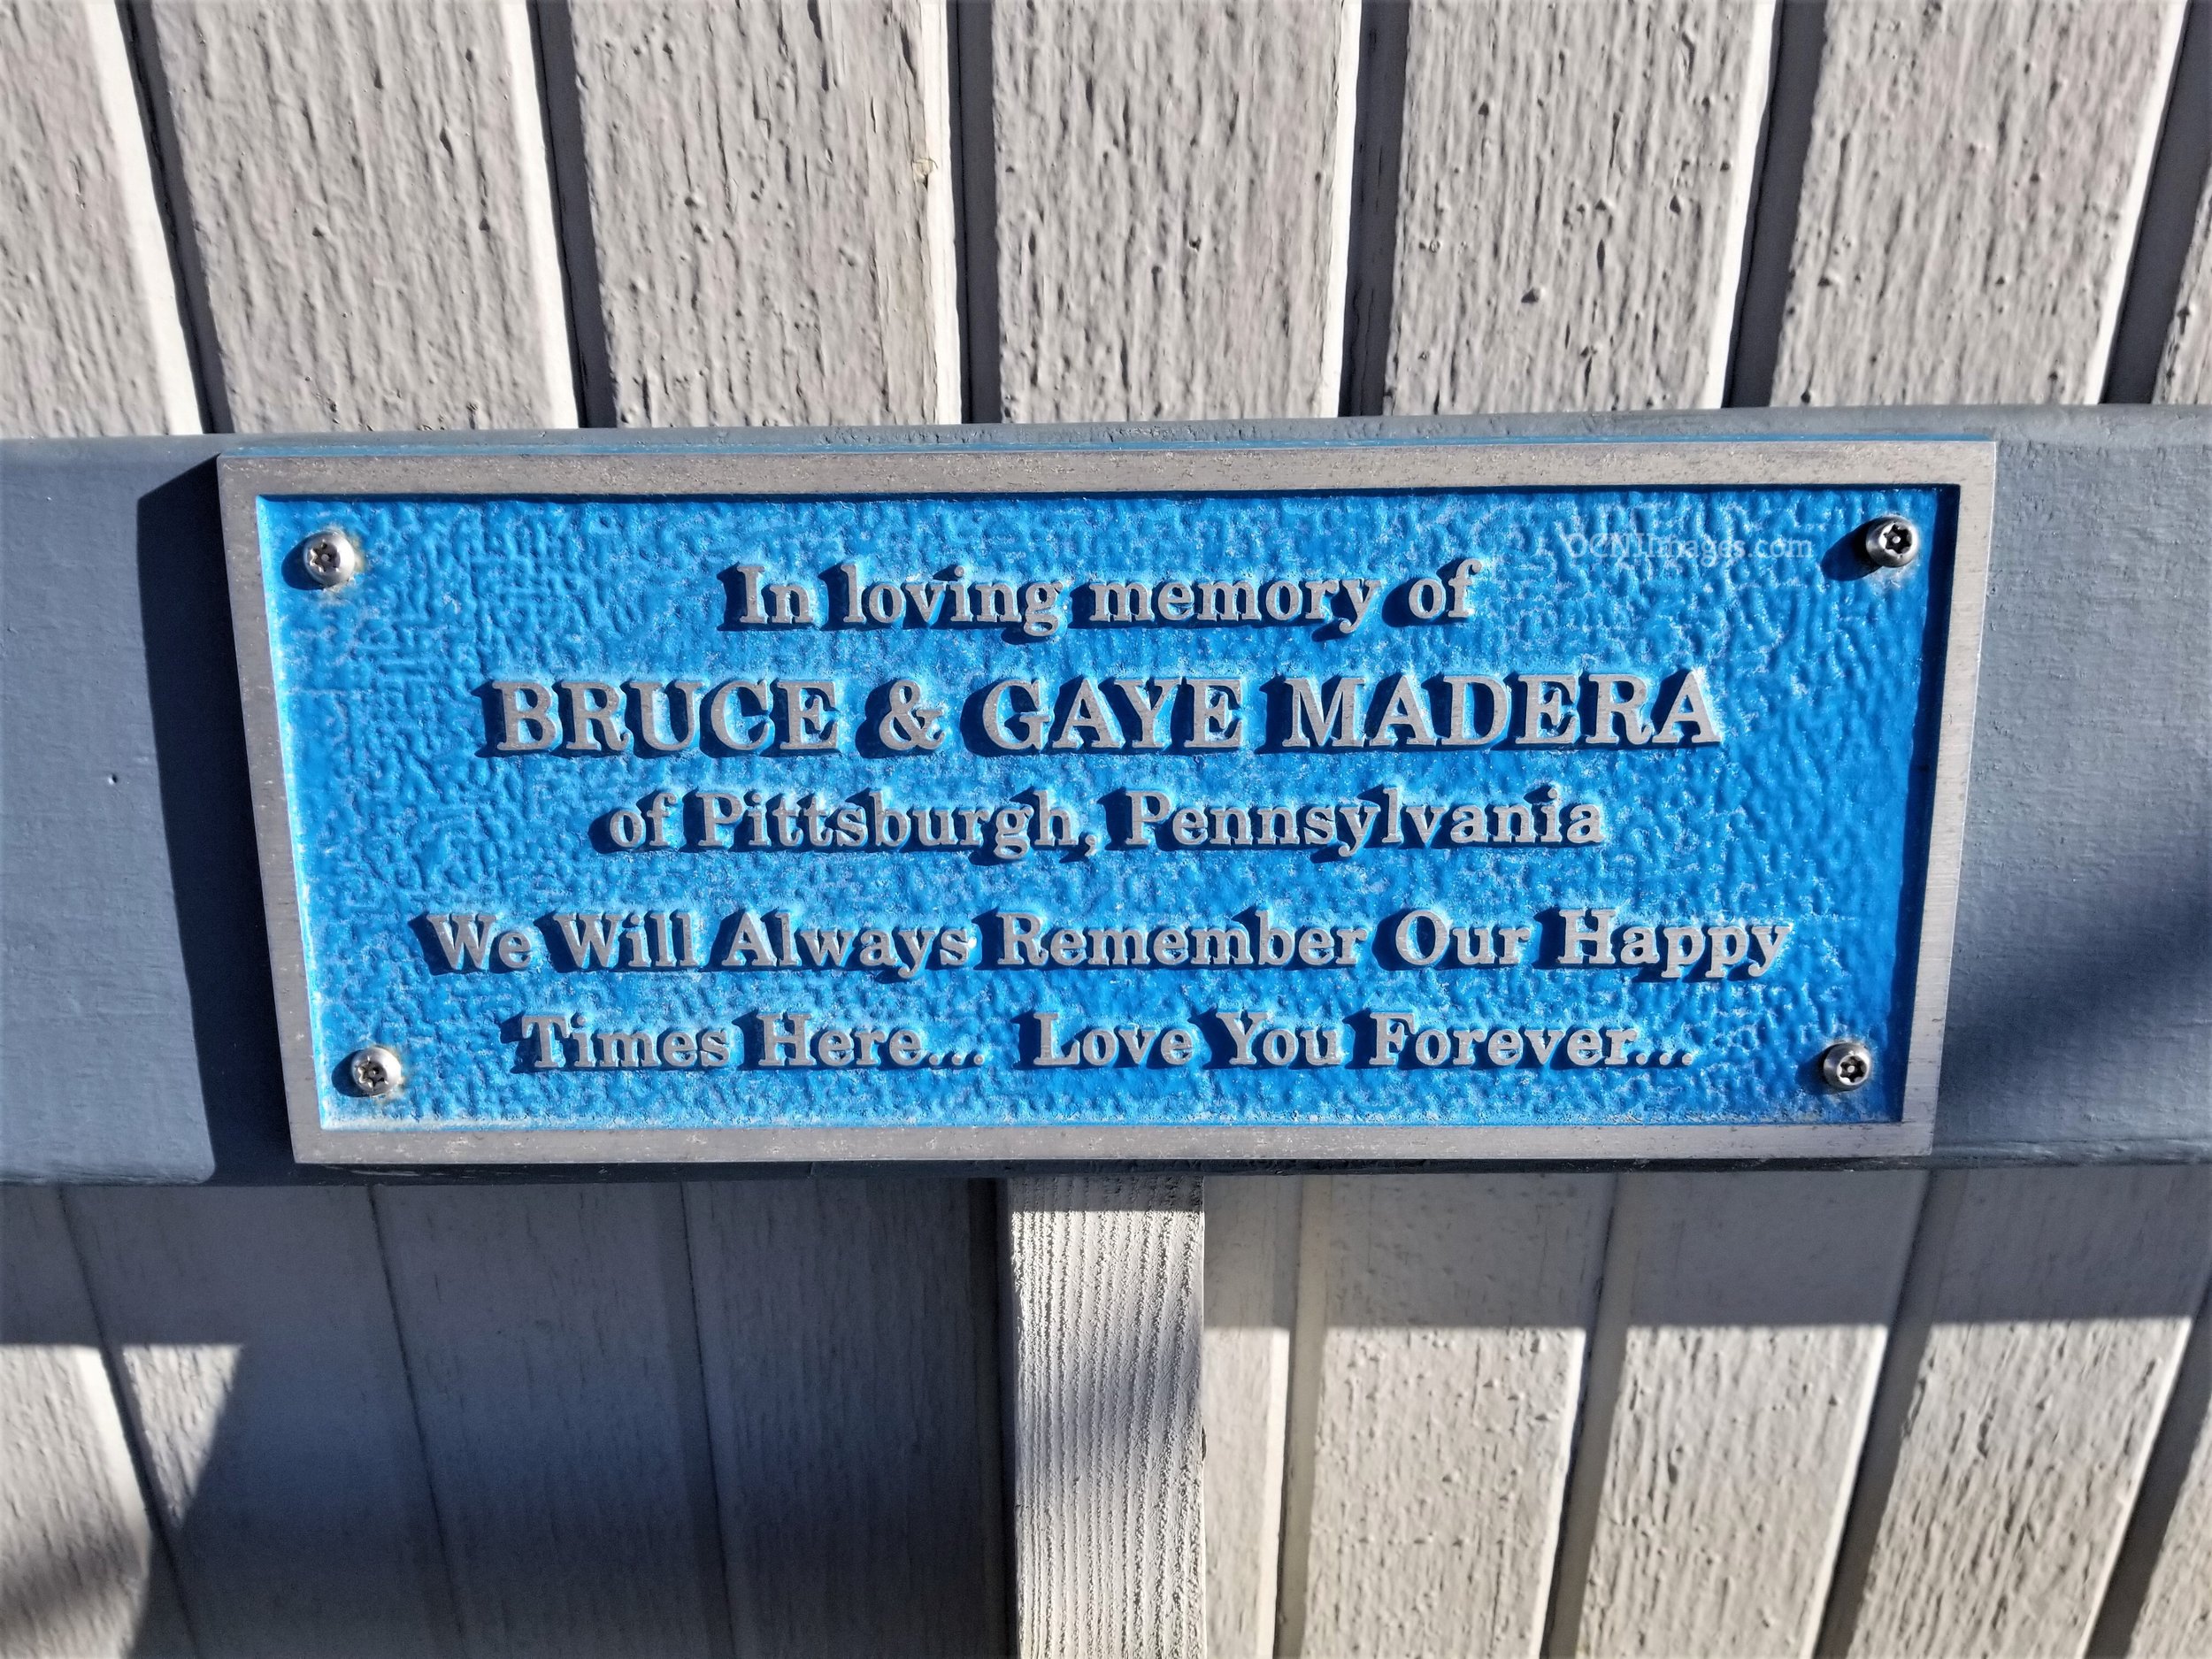 OCNJImages.com
In loving memory of
BRUCE & GAYE MADERA
of Pittsburgh, Pennsylvania
We Will Always Remember Our Happy
Times Here... Love You Forever...